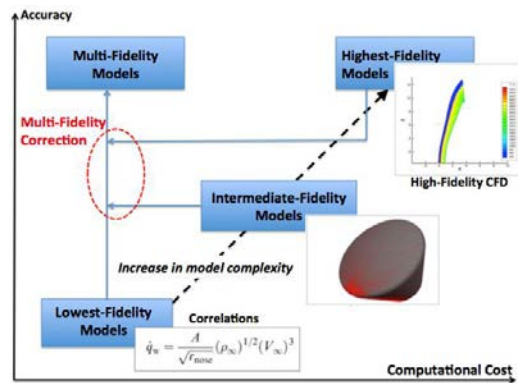 Accuracy
Multi-Fidelity
Models
Highest-Fidelity
Models
Multi-Fidelity
Correction
High-Fidelity CFD
Intermediate-Fidelity
Models
Increase in model complexity
Lowest-Fidelity
Models
Correlations
q̇w = A/√rnose (ρ∞)^1/2 (V∞)^3
Computational Cost